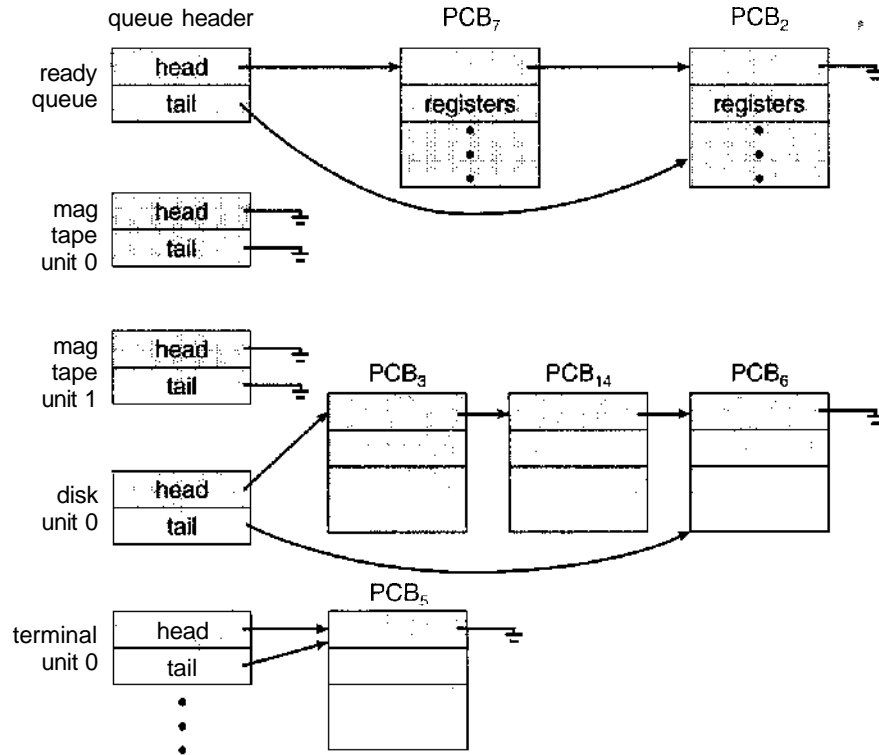 queue header
PCB₇
PCB₂
ready
queue
head
tail
registers
registers
mag
tape
unit 0
head
tail
mag
tape
unit 1
head
tail
PCB₃
PCB₁₄
PCB₆
disk
unit 0
head
tail
PCB₅
terminal
unit 0
head
tail